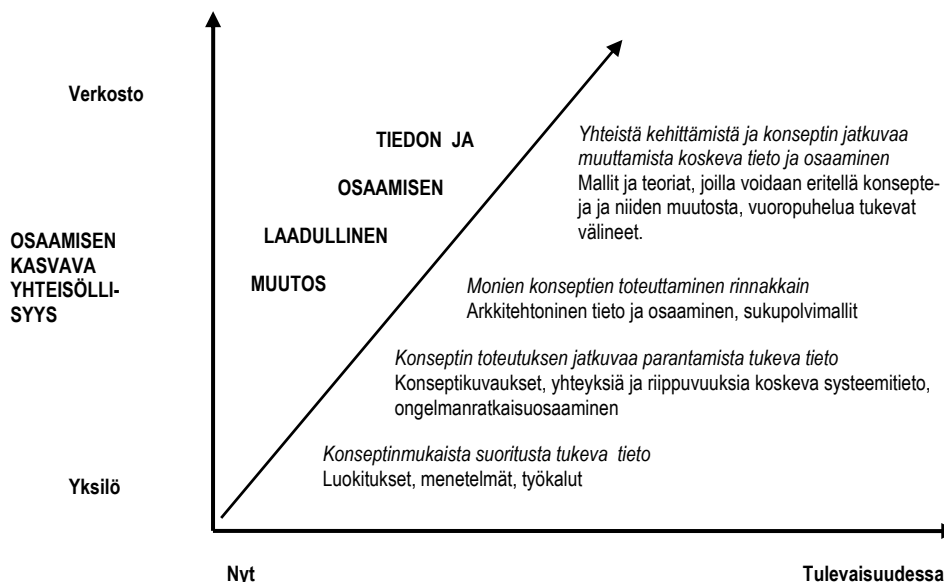 Verkosto
TIEDON JA
OSAAMISEN
LAADULLINEN
MUUTOS
OSAAMISEN
KASVAVA
YHTEISÖLLI-
SYYS
Yhteistä kehittämistä ja konseptin jatkuvaa
muuttamista koskeva tieto ja osaaminen
Mallit ja teoriat, joilla voidaan eritellä konsepte-
ja ja niiden muutosta, vuoropuhelua tukevat
välineet.
Monien konseptien toteuttaminen rinnakkain
Arkkitehtoninen tieto ja osaaminen, sukupolvimallit
Konseptin toteutuksen jatkuvaa parantamista tukeva tieto
Konseptikuvaukset, yhteyksiä ja riippuvuuksia koskeva systeemitieto,
ongelmanratkaisuosaaminen
Konseptinmukaista suoritusta tukeva tieto
Luokitukset, menetelmät, työkalut
Yksilö
Nyt
Tulevaisuudessa